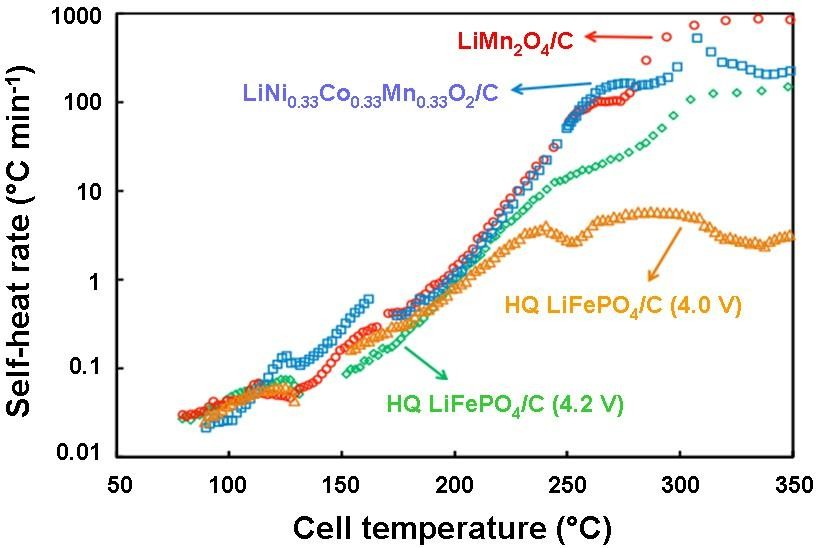 1000
100
10
1
0.1
0.01
Self-heat rate (°C min⁻¹)
LiMn₂O₄/C
LiNi₀.₃₃Co₀.₃₃Mn₀.₃₃O₂/C
HQ LiFePO₄/C (4.0 V)
HQ LiFePO₄/C (4.2 V)
50 100 150 200 250 300 350
Cell temperature (°C)